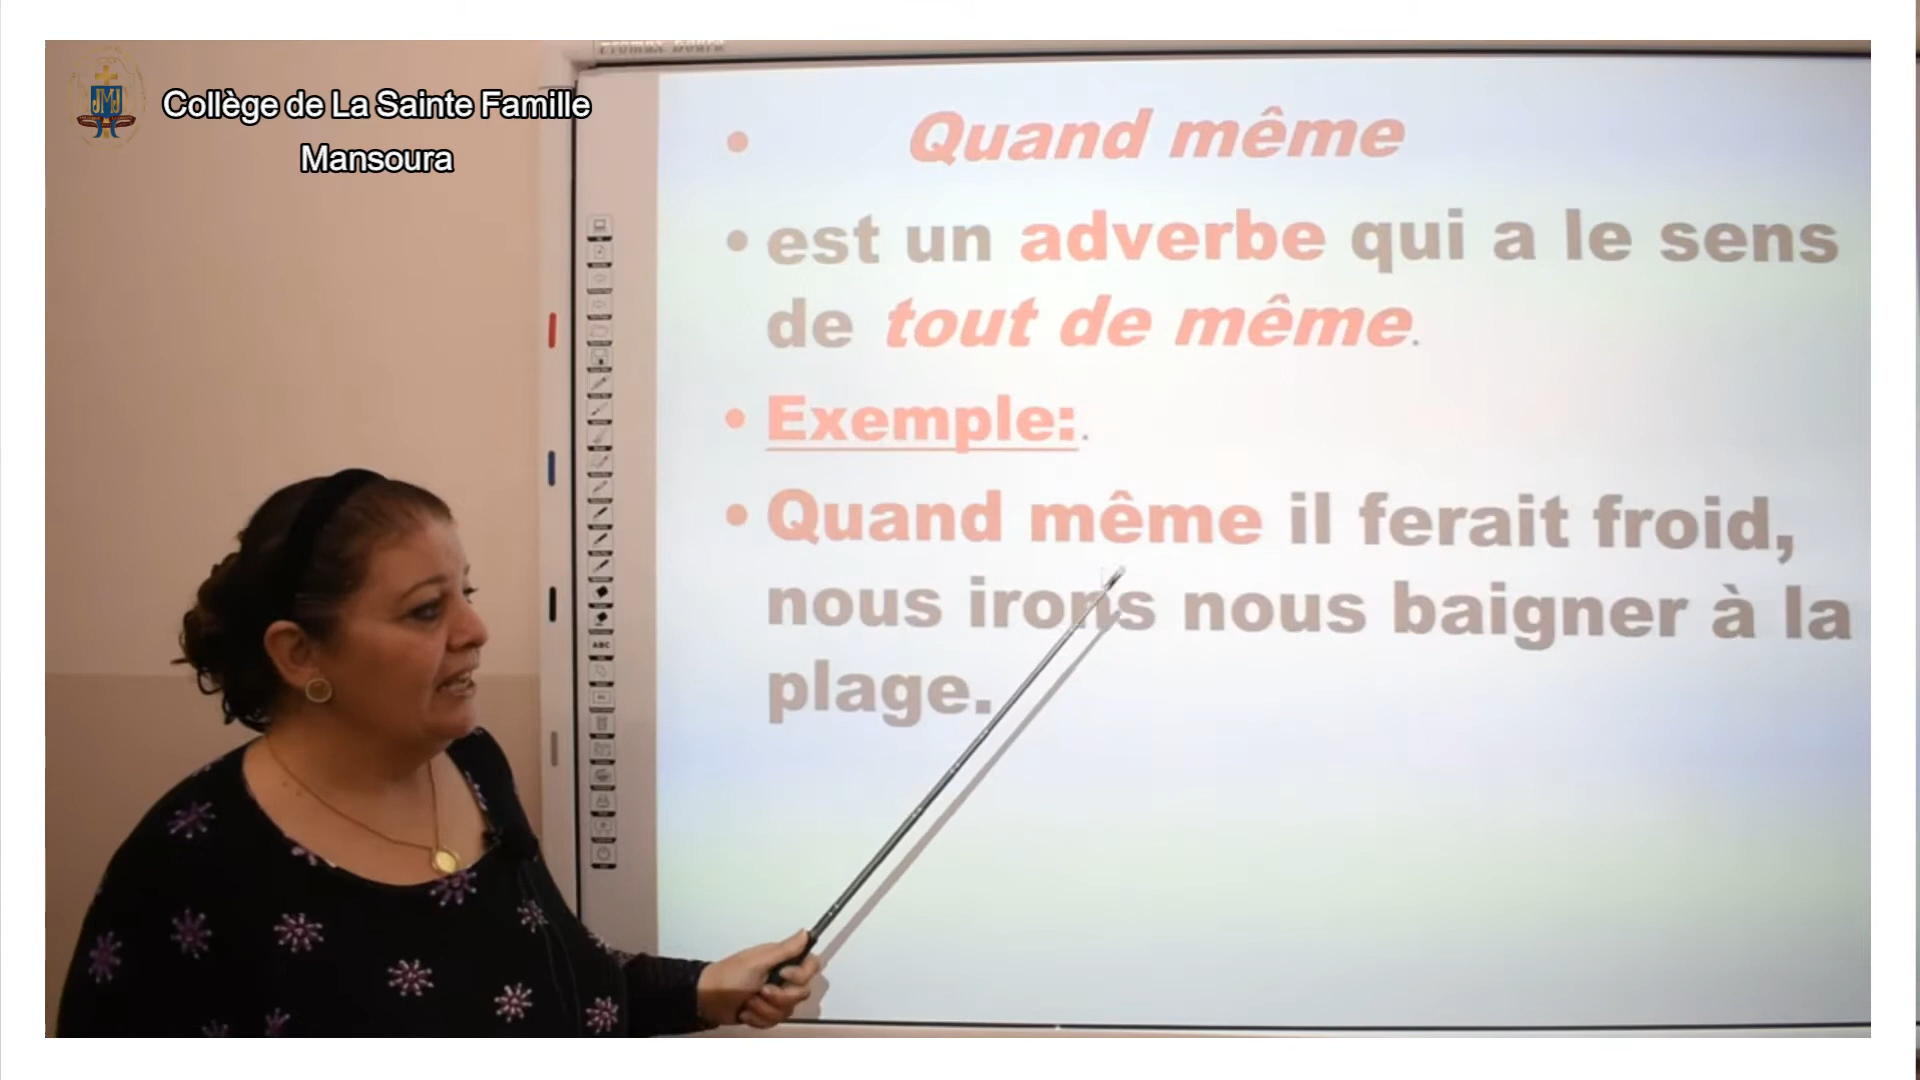 Collège de La Sainte Famille
Mansoura
• Quand même
• est un adverbe qui a le sens
de tout de même.
• Exemple:.
• Quand même il ferait froid,
nous irons nous baigner à la
plage.
ABC